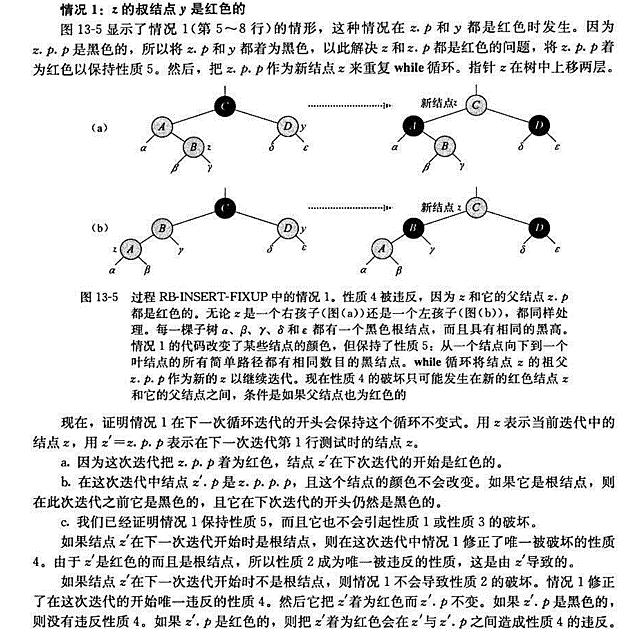 情况 1：z 的叔结点 y 是红色的
图 13-5 显示了情况 1(第 5～8 行)的情形，这种情况在 z.p 和 y 都是红色时发生。因为
z.p.p 是黑色的，所以将 z.p 和 y 都着为黑色，以此解决 z 和 z.p 都是红色的问题，将 z.p.p 着
为红色以保持性质 5。然后，把 z.p.p 作为新结点 z 来重复 while 循环。指针 z 在树中上移两层。
(a)
C
A
D
y
B
z
α
β
γ
δ
ε
新结点z
C
A
D
B
α
β
γ
δ
ε
(b)
C
B
D
y
z
A
α
β
γ
δ
ε
新结点 z
C
B
D
A
α
β
γ
δ
ε
图 13-5 过程 RB-INSERT-FIXUP 中的情况 1。性质 4 被违反，因为 z 和它的父结点 z.p
都是红色的。无论 z 是一个右孩子(图(a))还是一个左孩子(图(b))，都同样处
理。每一棵子树 α、β、γ、δ 和 ε 都有一个黑色根结点，而且具有相同的黑高。
情况 1 的代码改变了某些结点的颜色，但保持了性质 5：从一个结点向下到一个
叶结点的所有简单路径都有相同数目的黑结点。while 循环将结点 z 的祖父
z.p.p 作为新的 z 以继续迭代。现在性质 4 的破坏只可能发生在新的红色结点 z
和它的父结点之间，条件是如果父结点也为红色的
现在，证明情况 1 在下一次循环迭代的开头会保持这个循环不变式。用 z 表示当前迭代中的
结点 z，用 z′＝z.p.p 表示在下一次迭代第 1 行测试时的结点 z。
a. 因为这次迭代把 z.p.p 着为红色，结点 z′在下次迭代的开始是红色的。
b. 在这次迭代中结点 z′.p 是z.p.p.p，且这个结点的颜色不会改变。如果它是根结点，则
在此次迭代之前它是黑色的，且它在下次迭代的开头仍然是黑色的。
c. 我们已经证明情况 1 保持性质 5，而且它也不会引起性质 1 或性质 3 的破坏。
如果结点 z′在下一次迭代开始时是根结点，则在这次迭代中情况 1 修正了唯一被破坏的性质
4。由于 z′是红色的而且是根结点，所以性质 2 成为唯一被违反的性质，这是由 z′导致的。
如果结点 z′在下一次迭代开始时不是根结点，则情况 1 不会导致性质 2 的破坏。情况 1 修正
了在这次迭代的开始唯一违反的性质 4。然后它把 z′着为红色而 z′.p 不变。如果 z′.p 是黑色的，
则没有违反性质 4。如果 z′.p 是红色的，则把 z′着为红色会在 z′与 z′.p 之间造成性质 4 的违反。